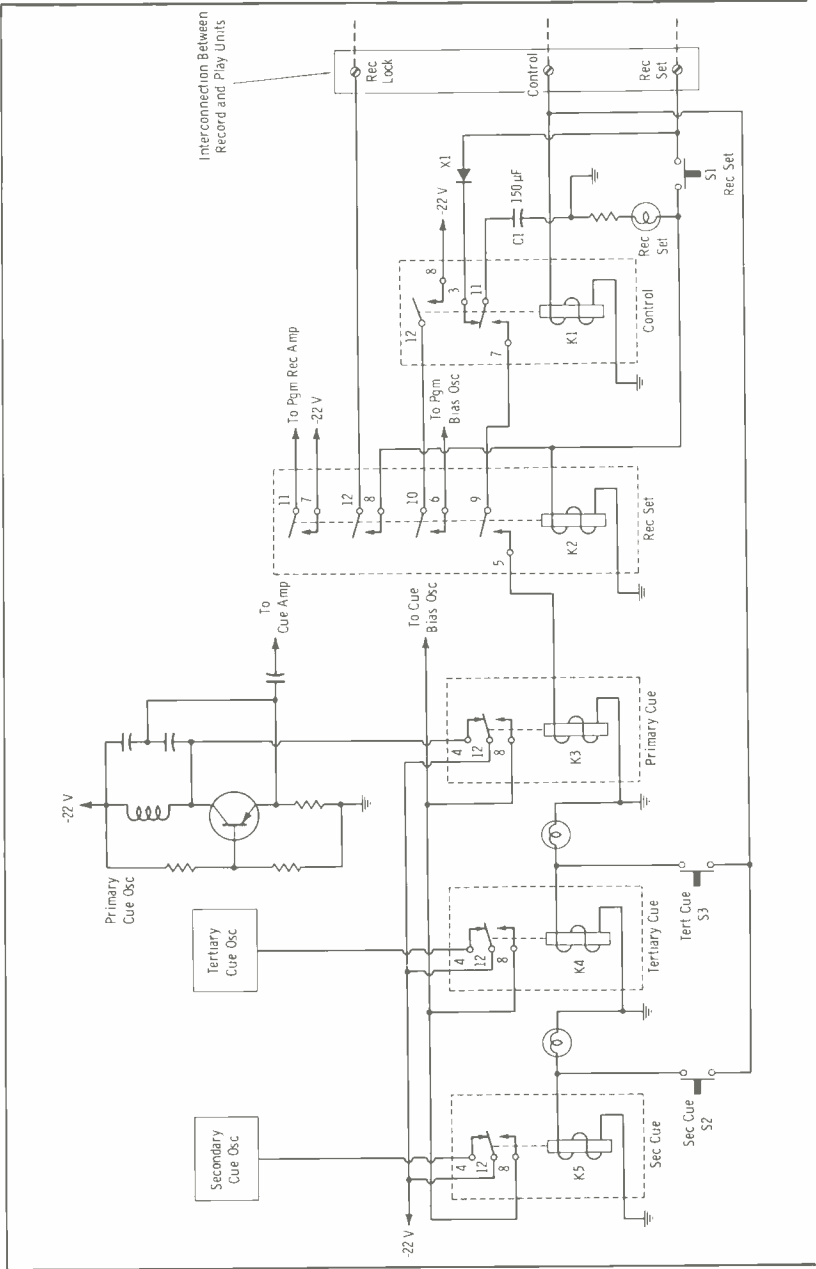 Interconnection Between
Record and Play Units
Rec
Lock
Control
Rec
Set
X1
-22 V
150 µF
C1
S1
Rec Set
Rec
Set
8
3
11
12
7
K1
Control
To Pgm Rec Amp
-22 V
To Pgm
Bias Osc
11
7
12
8
10
6
9
5
K2
Rec Set
To
Cue Amp
To Cue
Bias Osc
-22 V
Primary
Cue Osc
4
12
8
K3
Primary Cue
Tertiary
Cue Osc
4
12
8
K4
Tertiary Cue
Tert Cue
S3
Secondary
Cue Osc
-22 V
4
12
8
K5
Sec Cue
Sec Cue
S2